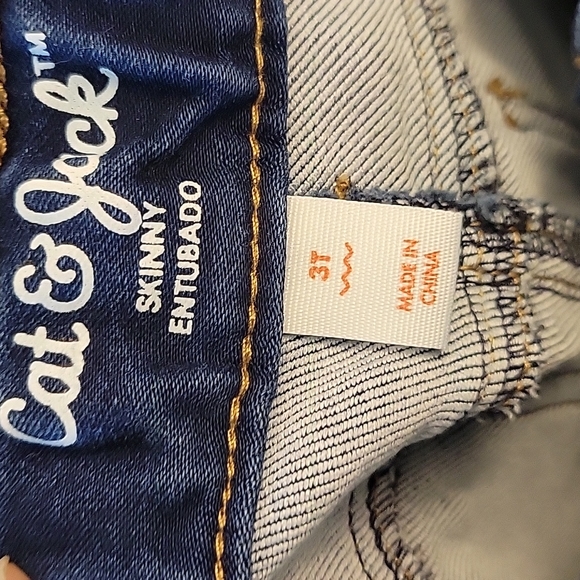 Cat & Jack™
SKINNY
ENTUBADO
3T
MADE IN
CHINA